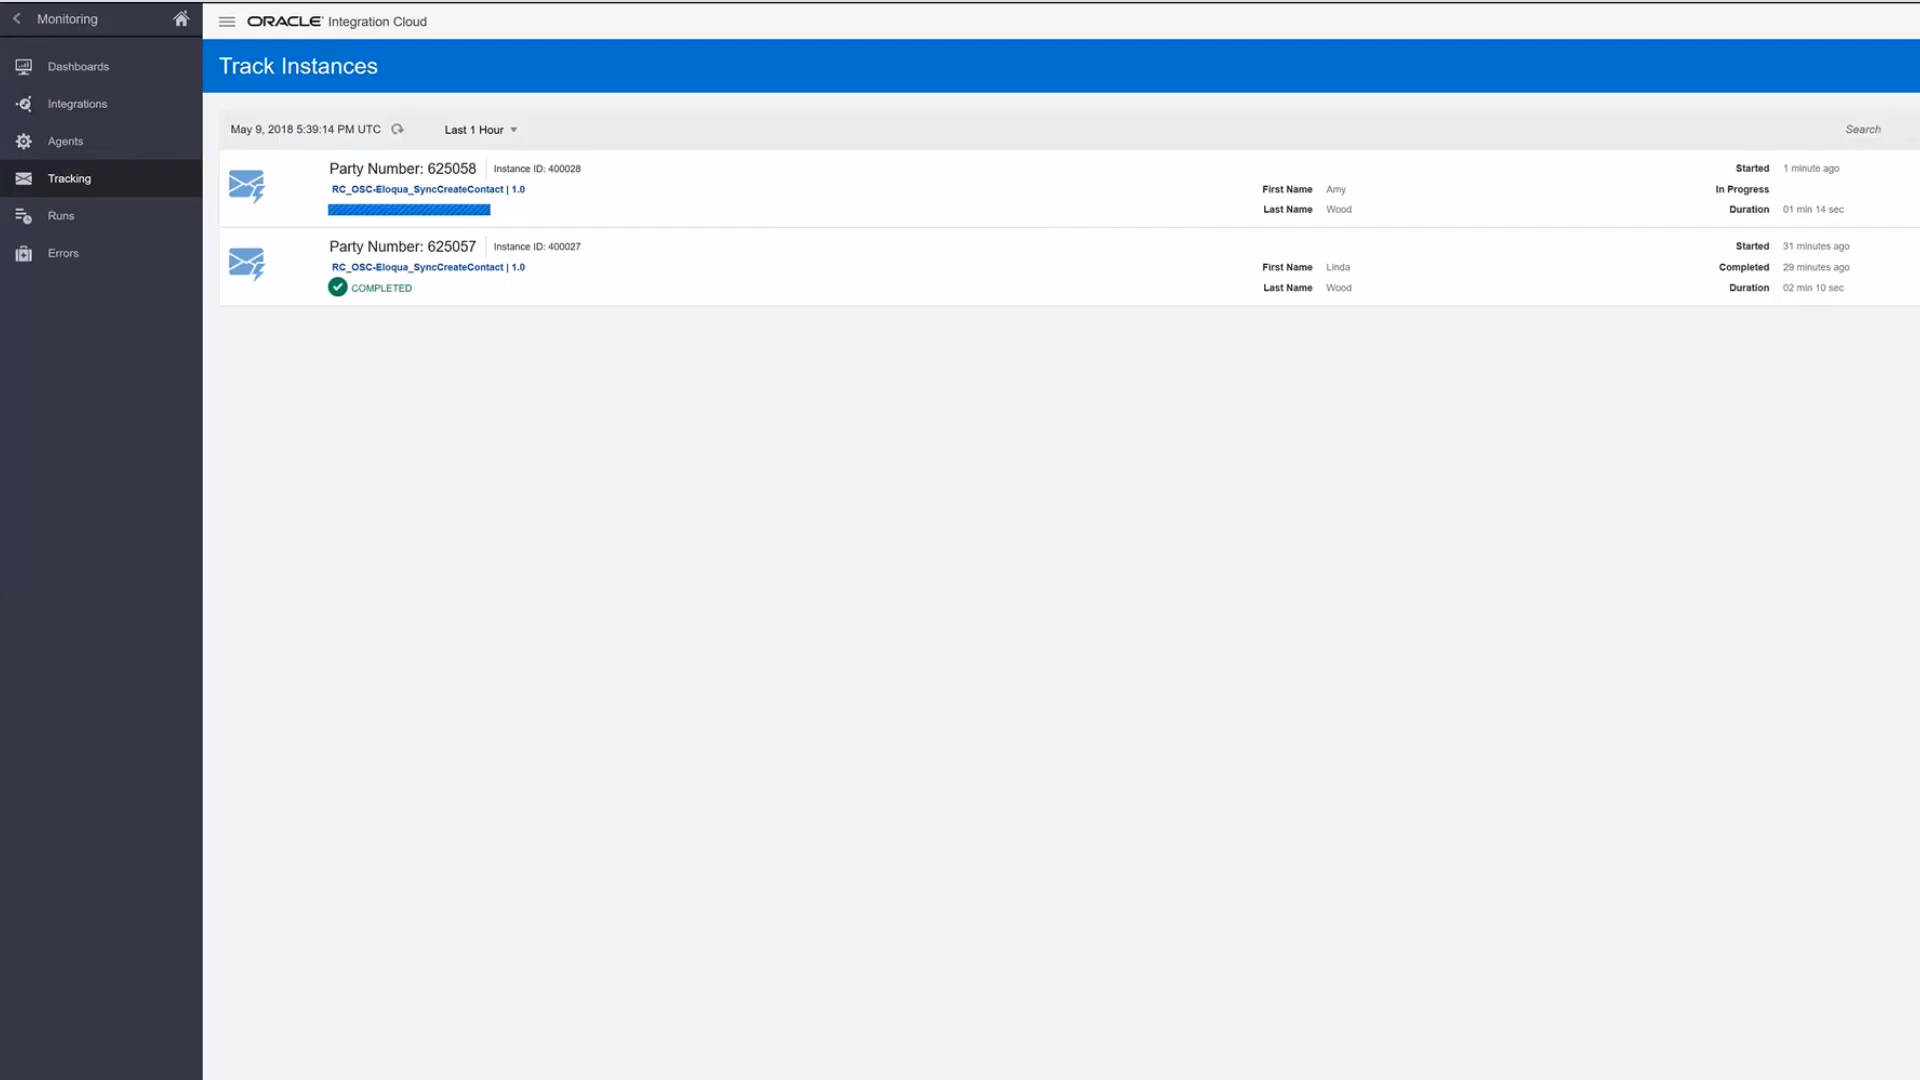 Monitoring
ORACLE Integration Cloud
Dashboards
Integrations
Agents
Tracking
Runs
Errors
Track Instances
May 9, 2018 5:39:14 PM UTC
Last 1 Hour
Search
Party Number: 625058 Instance ID: 400028
RC_OSC-Eloqua_SyncCreateContact | 1.0
First Name Amy
Last Name Wood
Started 1 minute ago
In Progress
Duration 01 min 14 sec
Party Number: 625057 Instance ID: 400027
RC_OSC-Eloqua_SyncCreateContact | 1.0
COMPLETED
First Name Linda
Last Name Wood
Started 31 minutes ago
Completed 29 minutes ago
Duration 02 min 10 sec